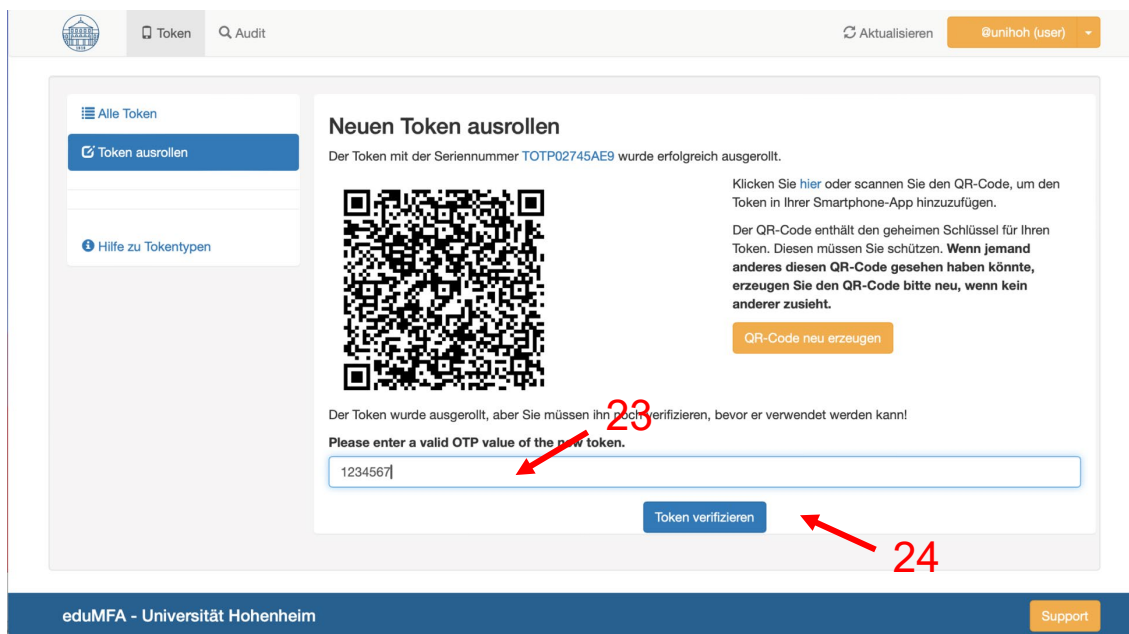 Token Audit Aktualisieren @unihoh (user)
Alle Token
Token ausrollen
Hilfe zu Tokentypen
Neuen Token ausrollen
Der Token mit der Seriennummer TOTP02745AE9 wurde erfolgreich ausgerollt.
Klicken Sie hier oder scannen Sie den QR-Code, um den
Token in Ihrer Smartphone-App hinzuzufügen.
Der QR-Code enthält den geheimen Schlüssel für Ihren
Token. Diesen müssen Sie schützen. Wenn jemand
anderes diesen QR-Code gesehen haben könnte,
erzeugen Sie den QR-Code bitte neu, wenn kein
anderer zusieht.
QR-Code neu erzeugen
Der Token wurde ausgerollt, aber Sie müssen ihn noch verifizieren, bevor er verwendet werden kann!
23
Please enter a valid OTP value of the new token.
1234567
Token verifizieren
24
eduMFA - Universität Hohenheim
Support